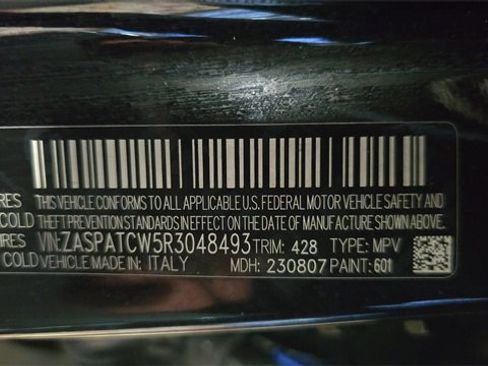 RES THIS VEHICLE CONFORMS TO ALL APPLICABLE U.S. FEDERAL MOTOR VEHICLE SAFETY AND
COLD THEFT PREVENTION STANDARDS IN EFFECT ON THE DATE OF MANUFACTURE SHOWN ABOVE.
RES VIN:ZASPATCW5R3048493 TRIM: 428 TYPE: MPV
COLD VEHICLE MADE IN ITALY MDH: 230807 PAINT: 601